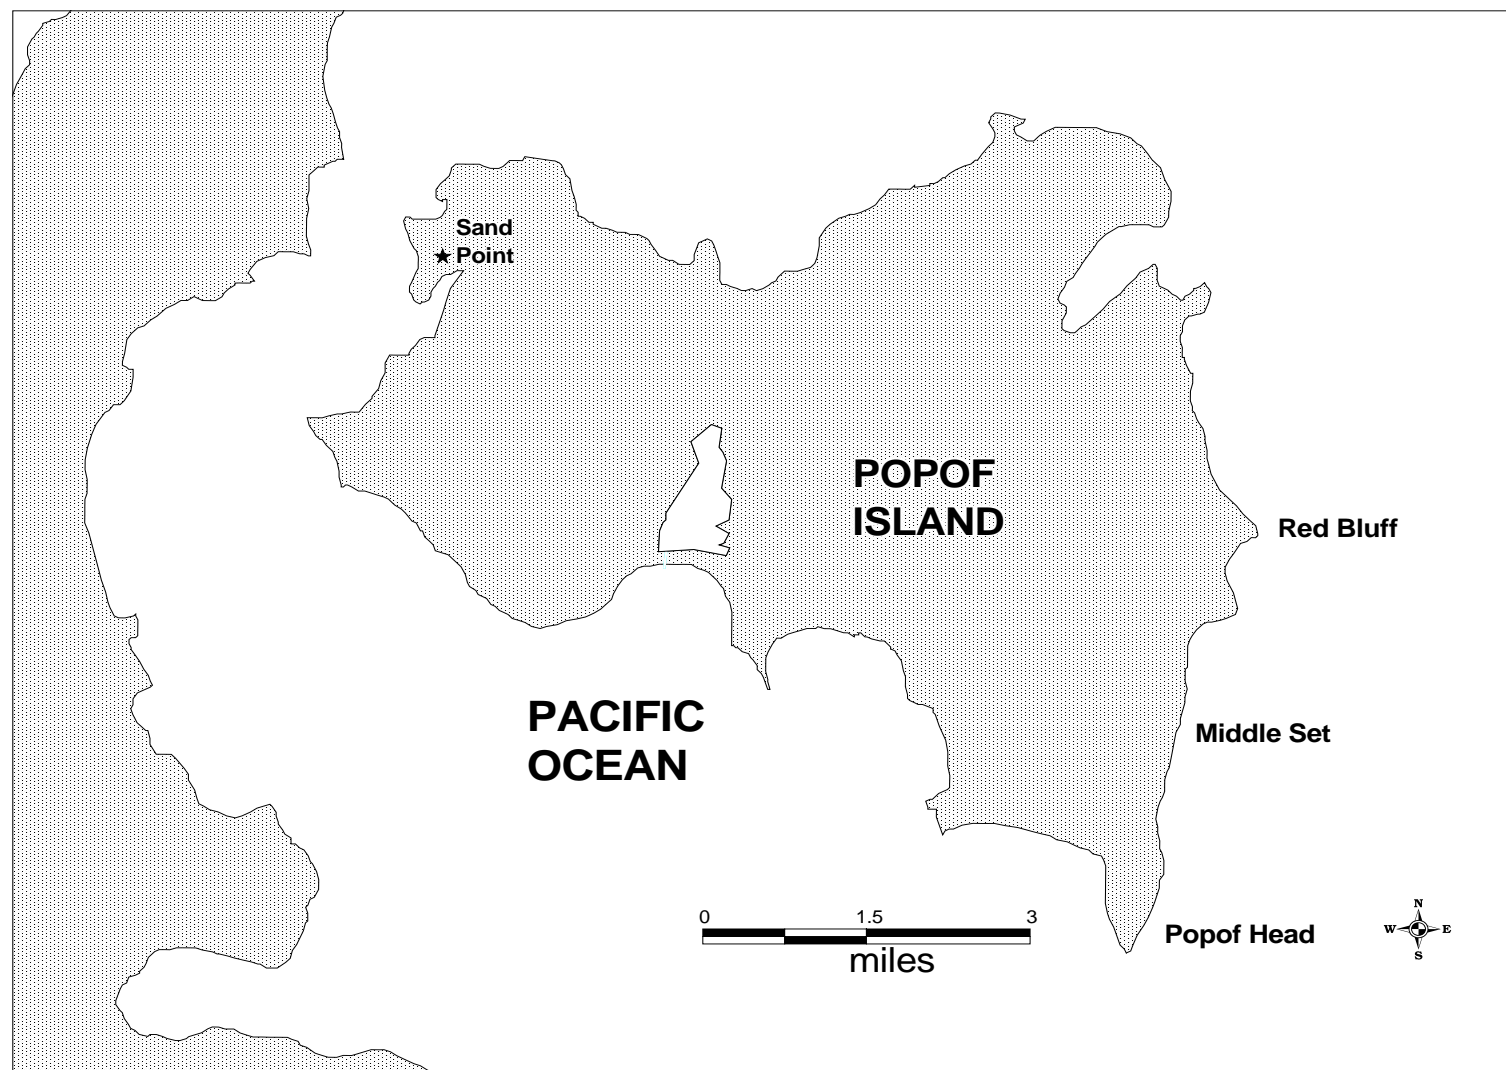 Sand
Point
POPOF
ISLAND
Red Bluff
PACIFIC
OCEAN
Middle Set
0 1.5 3
miles
Popof Head
N
W E
S